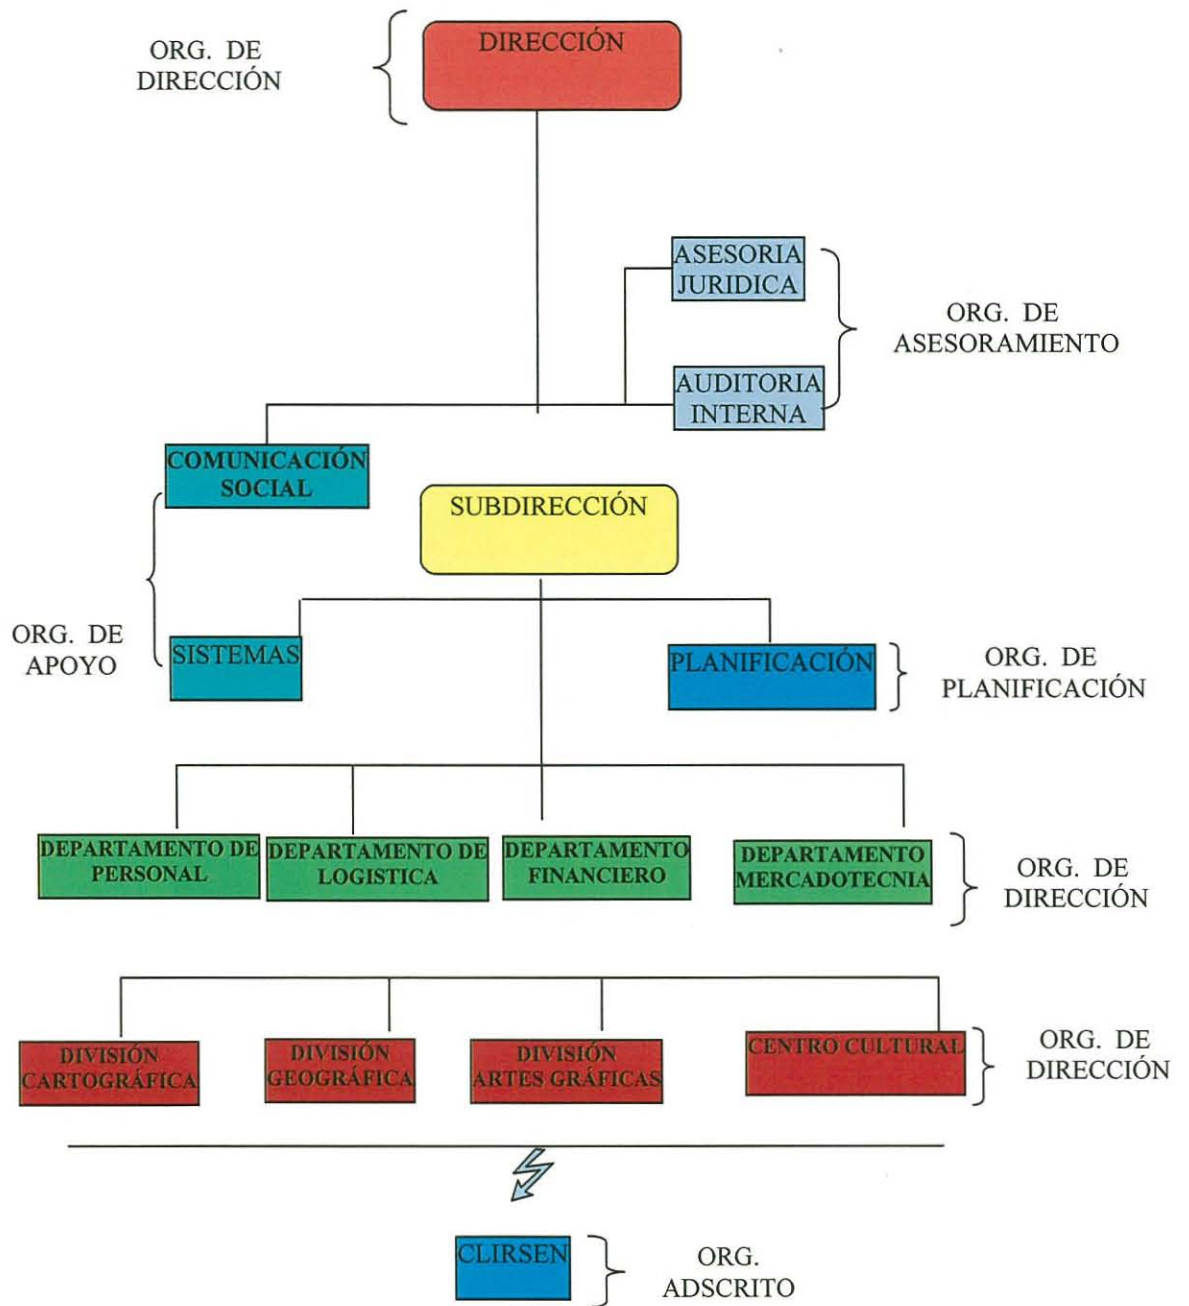 ORG. DE
DIRECCIÓN
DIRECCIÓN
ASESORIA
JURIDICA
ORG. DE
ASESORAMIENTO
AUDITORIA
INTERNA
COMUNICACIÓN
SOCIAL
SUBDIRECCIÓN
ORG. DE
APOYO
SISTEMAS
PLANIFICACIÓN
ORG. DE
PLANIFICACIÓN
DEPARTAMENTO DE
PERSONAL
DEPARTAMENTO DE
LOGISTICA
DEPARTAMENTO
FINANCIERO
DEPARTAMENTO
MERCADOTECNIA
ORG. DE
DIRECCIÓN
DIVISIÓN
CARTOGRÁFICA
DIVISIÓN
GEOGRÁFICA
DIVISIÓN
ARTES GRÁFICAS
CENTRO CULTURAL
ORG. DE
DIRECCIÓN
CLIRSEN
ORG.
ADSCRITO